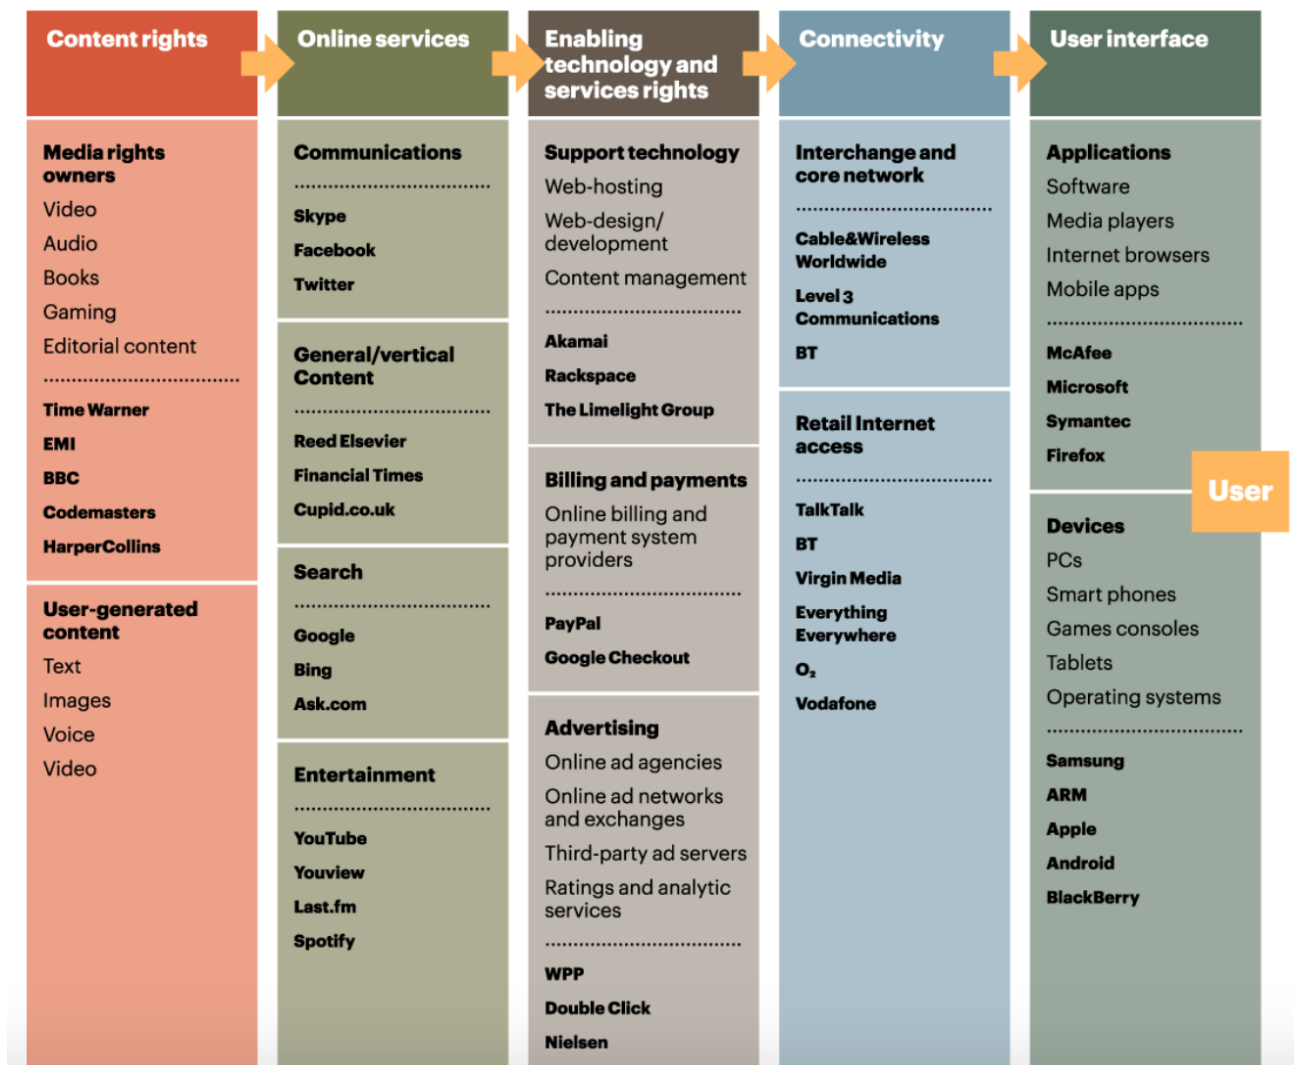 Content rights
Media rights
owners
Video
Audio
Books
Gaming
Editorial content
Time Warner
EMI
BBC
Codemasters
HarperCollins
User-generated
content
Text
Images
Voice
Video
Online services
Communications
Skype
Facebook
Twitter
General/vertical
Content
Reed Elsevier
Financial Times
Cupid.co.uk
Search
Google
Bing
Ask.com
Entertainment
YouTube
Youview
Last.fm
Spotify
Enabling
technology and
services rights
Support technology
Web-hosting
Web-design/
development
Content management
Akamai
Rackspace
The Limelight Group
Billing and payments
Online billing and
payment system
providers
PayPal
Google Checkout
Advertising
Online ad agencies
Online ad networks
and exchanges
Third-party ad servers
Ratings and analytic
services
WPP
Double Click
Nielsen
Connectivity
Interchange and
core network
Cable&Wireless
Worldwide
Level 3
Communications
BT
Retail Internet
access
TalkTalk
BT
Virgin Media
Everything
Everywhere
O₂
Vodafone
User interface
Applications
Software
Media players
Internet browsers
Mobile apps
McAfee
Microsoft
Symantec
Firefox
User
Devices
PCs
Smart phones
Games consoles
Tablets
Operating systems
Samsung
ARM
Apple
Android
BlackBerry